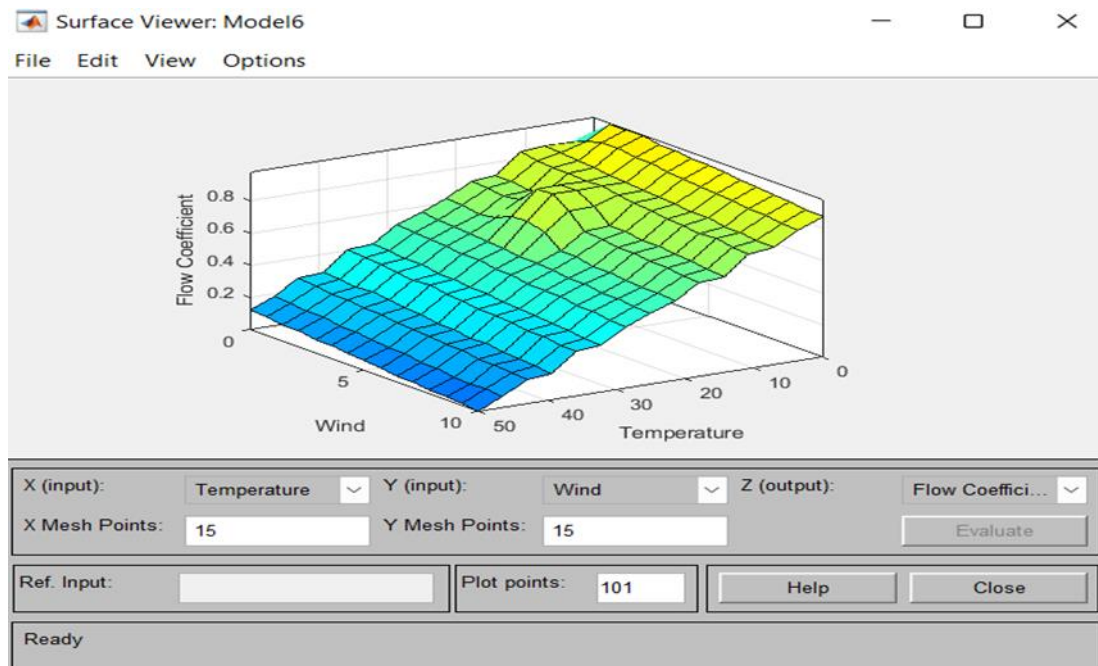 Surface Viewer: Model6
File Edit View Options
Flow Coefficient
0.8
0.6
0.4
0.2
0
5
10
Wind
50
40
30
20
10
0
Temperature
X (input): Temperature Y (input): Wind Z (output): Flow Coeffici...
X Mesh Points: 15 Y Mesh Points: 15 Evaluate
Ref. Input: Plot points: 101 Help Close
Ready